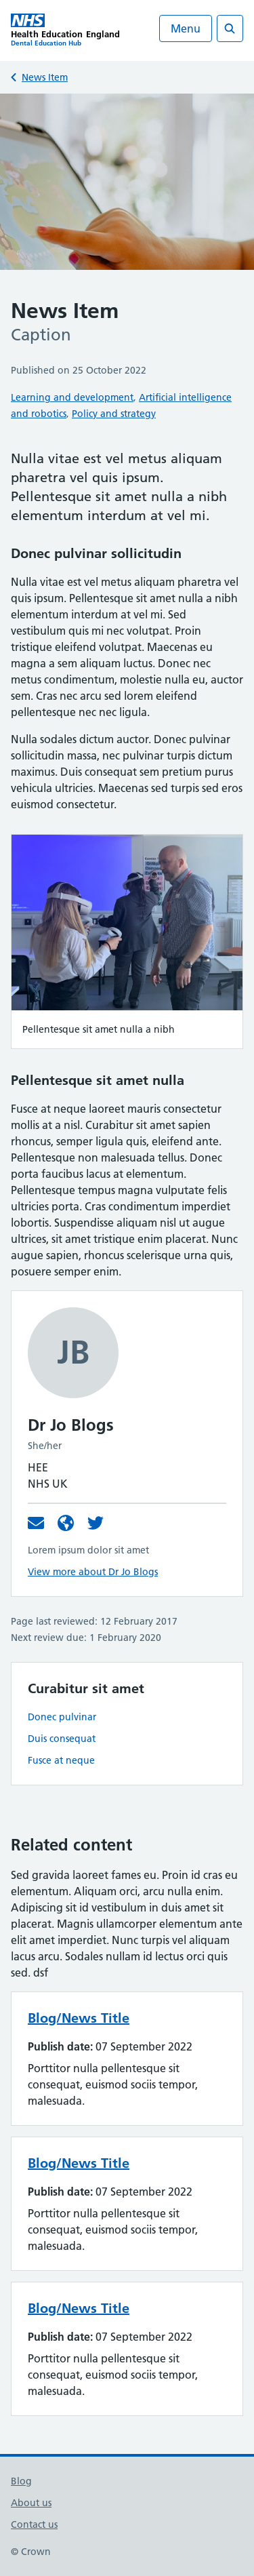 NHS
Health Education England
Dental Education Hub
Menu
News Item
News Item
Caption
Published on 25 October 2022
Learning and development, Artificial intelligence
and robotics, Policy and strategy
Nulla vitae est vel metus aliquam
pharetra vel quis ipsum.
Pellentesque sit amet nulla a nibh
elementum interdum at vel mi.
Donec pulvinar sollicitudin
Nulla vitae est vel metus aliquam pharetra vel
quis ipsum. Pellentesque sit amet nulla a nibh
elementum interdum at vel mi. Sed
vestibulum quis mi nec volutpat. Proin
tristique eleifend volutpat. Maecenas eu
magna a sem aliquam luctus. Donec nec
metus condimentum, molestie nulla eu, auctor
sem. Cras nec arcu sed lorem eleifend
pellentesque nec nec ligula.
Nulla sodales dictum auctor. Donec pulvinar
sollicitudin massa, nec pulvinar turpis dictum
maximus. Duis consequat sem pretium purus
vehicula ultricies. Maecenas sed turpis sed eros
euismod consectetur.
Pellentesque sit amet nulla a nibh
Pellentesque sit amet nulla
Fusce at neque laoreet mauris consectetur
mollis at a nisl. Curabitur sit amet sapien
rhoncus, semper ligula quis, eleifend ante.
Pellentesque non malesuada tellus. Donec
porta faucibus lacus at elementum.
Pellentesque tempus magna vulputate felis
ultricies porta. Cras condimentum imperdiet
lobortis. Suspendisse aliquam nisl ut augue
ultrices, sit amet tristique enim placerat. Nunc
augue sapien, rhoncus scelerisque urna quis,
posuere semper enim.
JB
Dr Jo Blogs
She/her
HEE
NHS UK
Lorem ipsum dolor sit amet
View more about Dr Jo Blogs
Page last reviewed: 12 February 2017
Next review due: 1 February 2020
Curabitur sit amet
Donec pulvinar
Duis consequat
Fusce at neque
Related content
Sed gravida laoreet fames eu. Proin id cras eu
elementum. Aliquam orci, arcu nulla enim.
Adipiscing sit id vestibulum in duis amet sit
placerat. Magnis ullamcorper elementum ante
elit amet imperdiet. Nunc turpis vel aliquam
lacus arcu. Sodales nullam id lectus orci quis
sed. dsf
Blog/News Title
Publish date: 07 September 2022
Porttitor nulla pellentesque sit
consequat, euismod sociis tempor,
malesuada.
Blog/News Title
Publish date: 07 September 2022
Porttitor nulla pellentesque sit
consequat, euismod sociis tempor,
malesuada.
Blog/News Title
Publish date: 07 September 2022
Porttitor nulla pellentesque sit
consequat, euismod sociis tempor,
malesuada.
Blog
About us
Contact us
© Crown